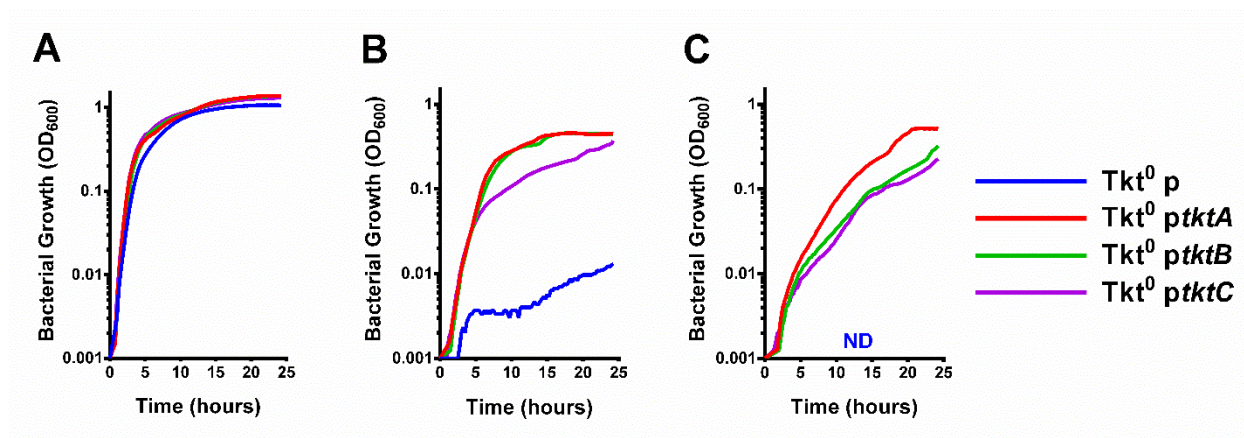 A
Bacterial Growth (OD600)
1
0.1
0.01
0.001
0 5 10 15 20 25
Time (hours)
B
Bacterial Growth (OD600)
1
0.1
0.01
0.001
0 5 10 15 20 25
Time (hours)
C
Bacterial Growth (OD600)
1
0.1
0.01
0.001
ND
0 5 10 15 20 25
Time (hours)
Tkt⁰ p
Tkt⁰ ptktA
Tkt⁰ ptktB
Tkt⁰ ptktC